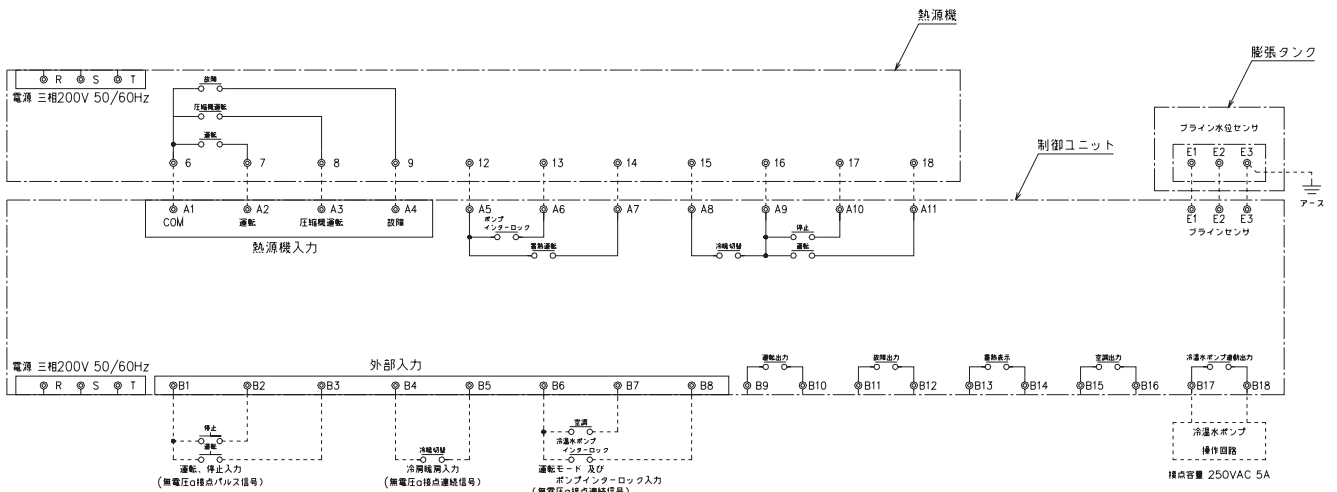 熱源機
膨張タンク
R S T
電源 三相200V 50/60Hz
故障
圧縮機運転
運転
6 7 8 9 12 13 14 15 16 17 18
制御ユニット
ブライン水位センサ
E1 E2 E3
アース
A1 A2 A3 A4 A5 A6 A7 A8 A9 A10 A11
COM 運転 圧縮機運転 故障
熱源機入力
ポンプ
インターロック
蓄熱運転
冷暖切替
停止
運転
E1 E2 E3
ブラインセンサ
電源 三相200V 50/60Hz
R S T
外部入力
B1 B2 B3 B4 B5 B6 B7 B8
運転出力
B9 B10
故障出力
B11 B12
蓄熱表示
B13 B14
空調出力
B15 B16
冷温水ポンプ連動出力
B17 B18
停止
運転
運転、停止入力
(無電圧a接点パルス信号)
冷暖切替
冷房暖房入力
(無電圧a接点連続信号)
空調
冷温水ポンプ
インターロック
運転モード 及び
ポンプインターロック入力
(無電圧a接点連続信号)
冷温水ポンプ
操作回路
接点容量 250VAC 5A